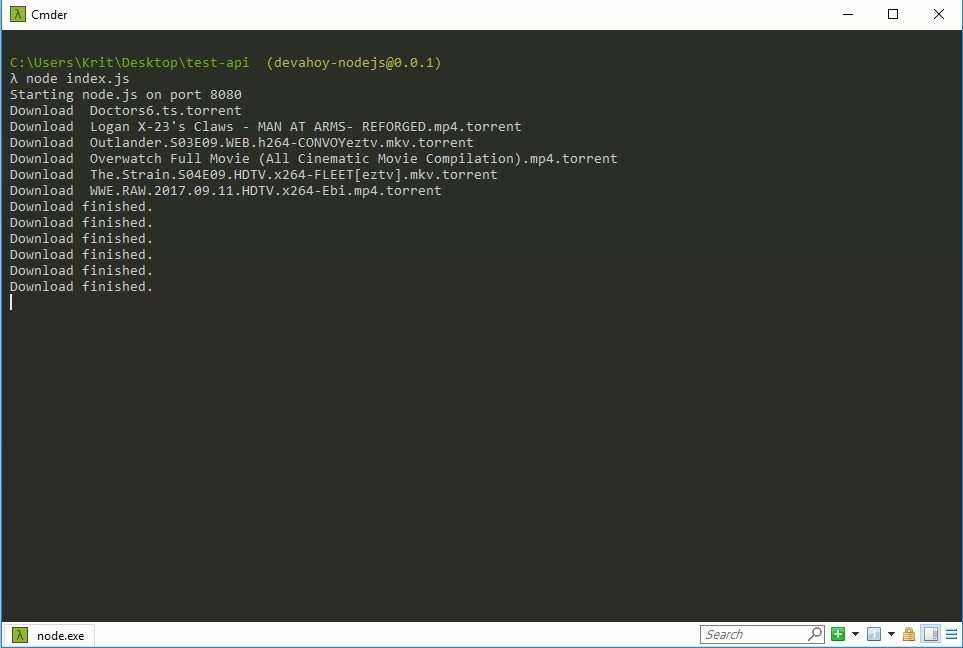 λ Cmder
C:\Users\Krit\Desktop\test-api  (devahoy-nodejs@0.0.1)
λ node index.js
Starting node.js on port 8080
Download  Doctors6.ts.torrent
Download  Logan X-23's Claws - MAN AT ARMS- REFORGED.mp4.torrent
Download  Outlander.S03E09.WEB.h264-CONVOYeztv.mkv.torrent
Download  Overwatch Full Movie (All Cinematic Movie Compilation).mp4.torrent
Download  The.Strain.S04E09.HDTV.x264-FLEET[eztv].mkv.torrent
Download  WWE.RAW.2017.09.11.HDTV.x264-Ebi.mp4.torrent
Download finished.
Download finished.
Download finished.
Download finished.
Download finished.
Download finished.
λ node.exe
Search